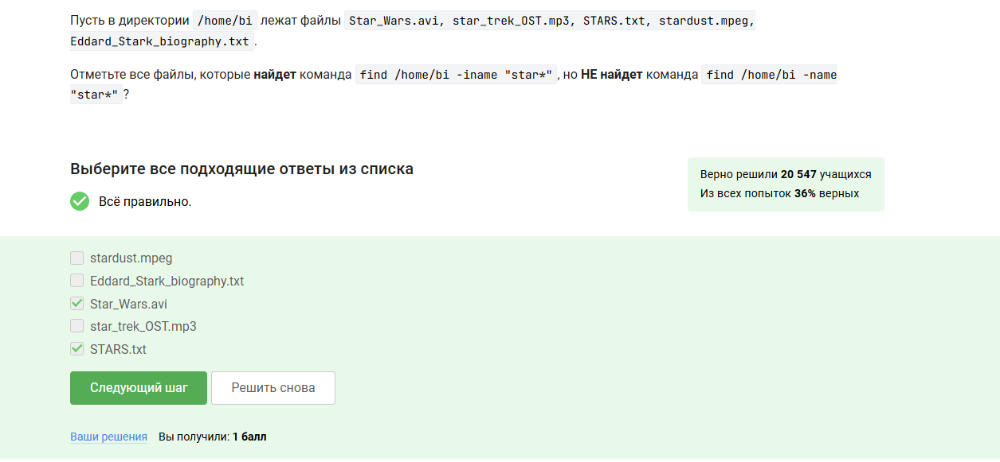 Пусть в директории /home/bi лежат файлы Star_Wars.avi, star_trek_OST.mp3, STARS.txt, stardust.mpeg,
Eddard_Stark_biography.txt.
Отметьте все файлы, которые найдет команда find /home/bi -iname "star*", но НЕ найдет команда find /home/bi -name
"star*"?
Выберите все подходящие ответы из списка
Верно решили 20 547 учащихся
Из всех попыток 36% верных
Всё правильно.
stardust.mpeg
Eddard_Stark_biography.txt
Star_Wars.avi
star_trek_OST.mp3
STARS.txt
Следующий шаг
Решить снова
Ваши решения Вы получили: 1 балл